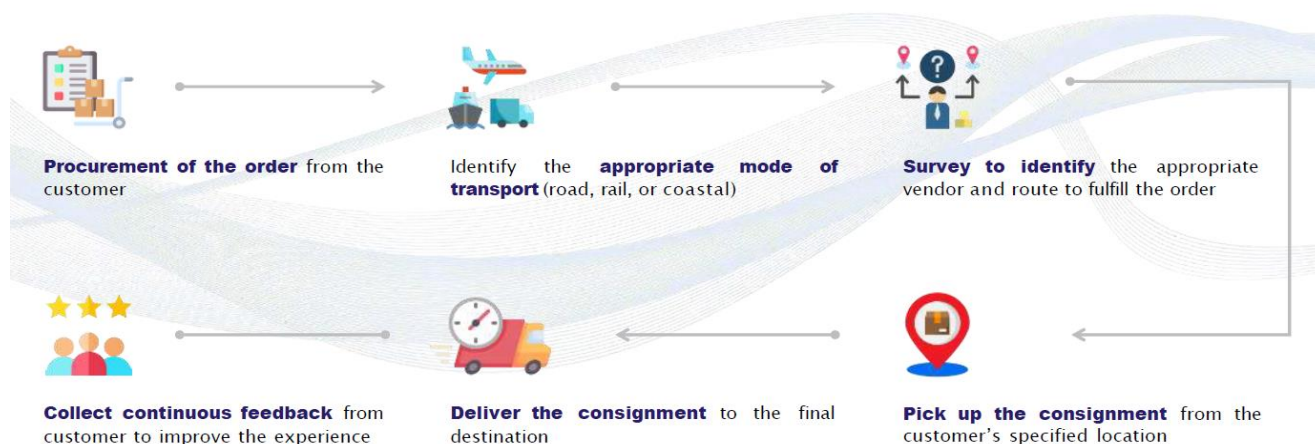 Procurement of the order from the
customer
Identify the appropriate mode of
transport (road, rail, or coastal)
Survey to identify the appropriate
vendor and route to fulfill the order
Collect continuous feedback from
customer to improve the experience
Deliver the consignment to the final
destination
Pick up the consignment from the
customer's specified location